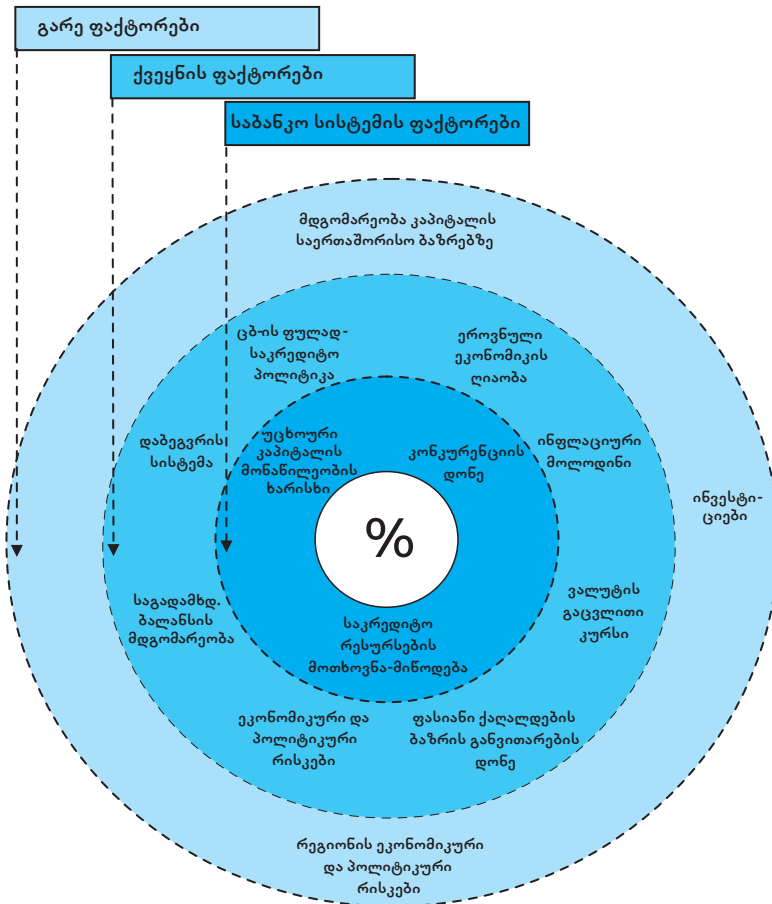 გარე ფაქტორები
ქვეყნის ფაქტორები
საბანკო სისტემის ფაქტორები
მდგომარეობა კაპიტალის
საერთაშორისო ბაზრებზე
ცბ-ის ფულად-
საკრედიტო
პოლიტიკა
ეროვნული
ეკონომიკის
ღიაობა
დაბეგვრის
სისტემა
უცხოური
კაპიტალის
მონაწილეობის
ხარისხი
კონკურენციის
დონე
ინფლაციური
მოლოდინი
ინვესტი-
ციები
%
საგადამხდ.
ბალანსის
მდგომარეობა
საკრედიტო
რესურსების
მოთხოვნა-მიწოდება
ვალუტის
გაცვლითი
კურსი
ეკონომიკური და
პოლიტიკური
რისკები
ფასიანი ქაღალდების
ბაზრის განვითარების
დონე
რეგიონის ეკონომიკური
და პოლიტიკური
რისკები